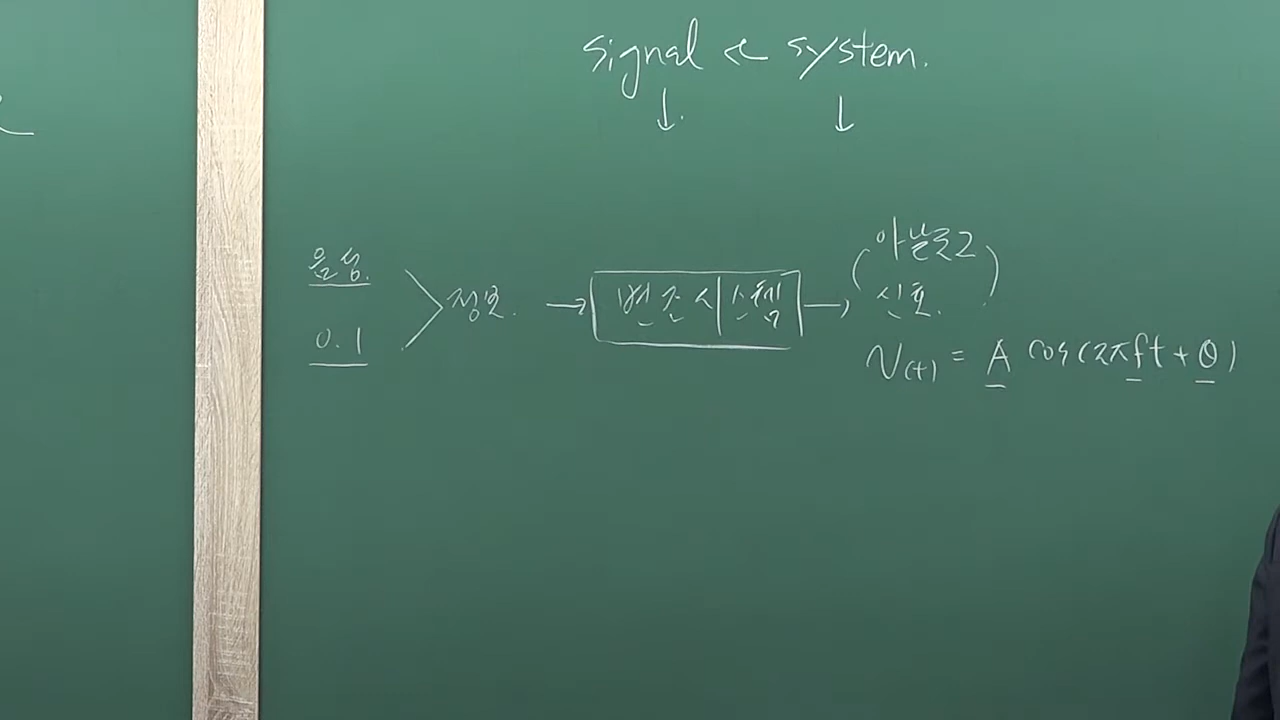 signal & system.
↓ ↓
음성.
0.1
정보.
→ 변조시스템 →
(아날로그
신호.)
v(t) = A cos(2πft + θ)